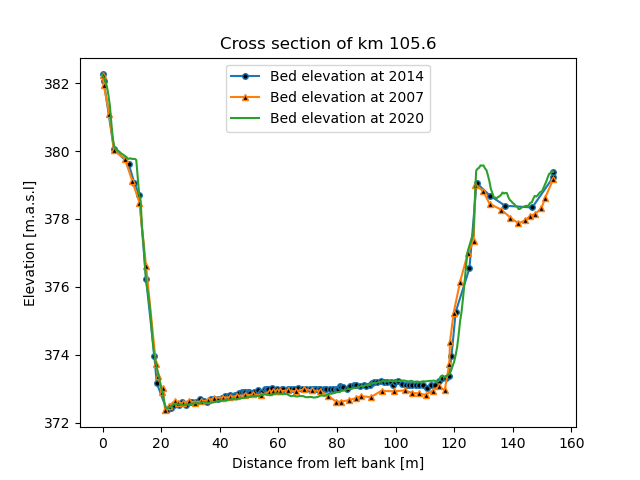 Cross section of km 105.6
Bed elevation at 2014
Bed elevation at 2007
Bed elevation at 2020
Elevation [m.a.s.l]
382
380
378
376
374
372
0 20 40 60 80 100 120 140 160
Distance from left bank [m]